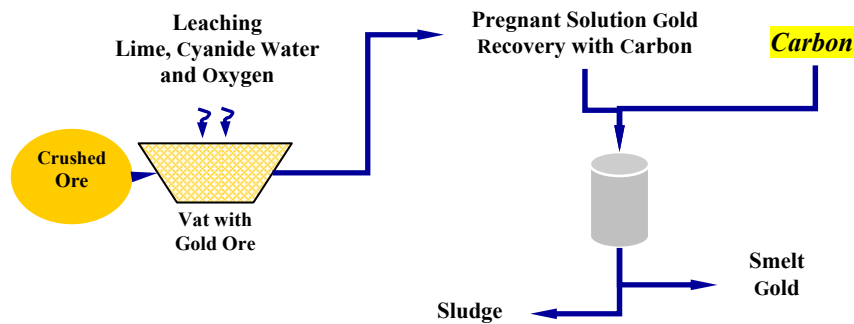 Leaching
Lime, Cyanide Water
and Oxygen
Pregnant Solution Gold
Recovery with Carbon
Carbon
Crushed
Ore
Vat with
Gold Ore
Smelt
Gold
Sludge